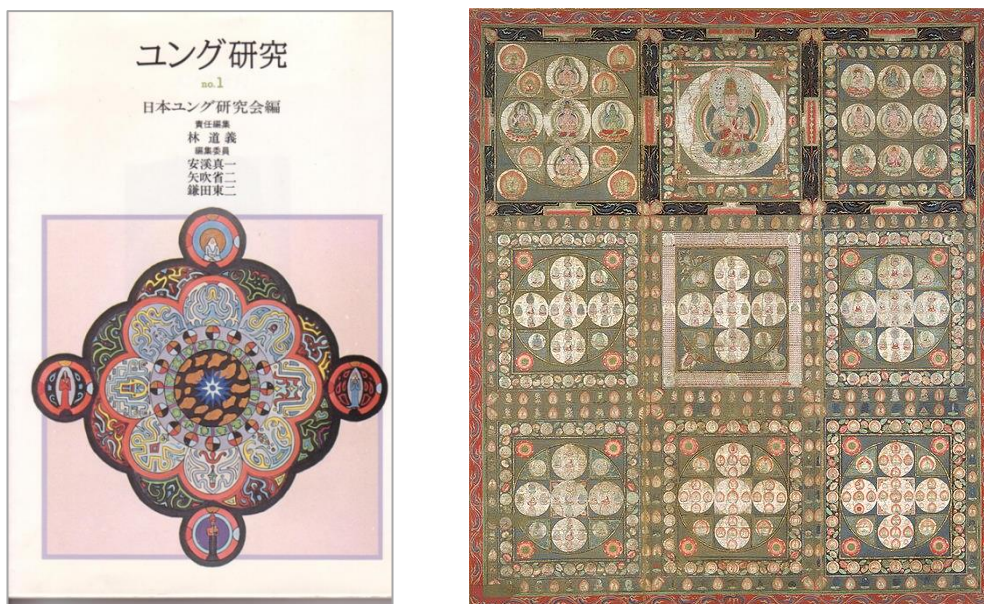 ユング研究
no.1
日本ユング研究会編
責任編集
林 道義
編集委員
安渓真一
矢吹省二
鎌田東二